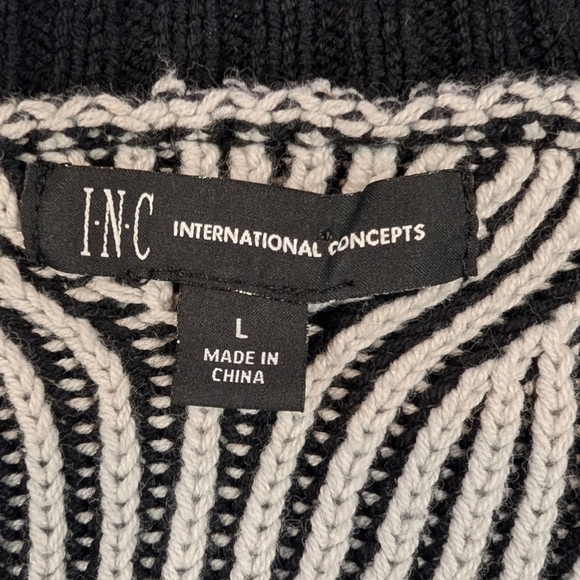 I·N·C INTERNATIONAL CONCEPTS
L
MADE IN
CHINA